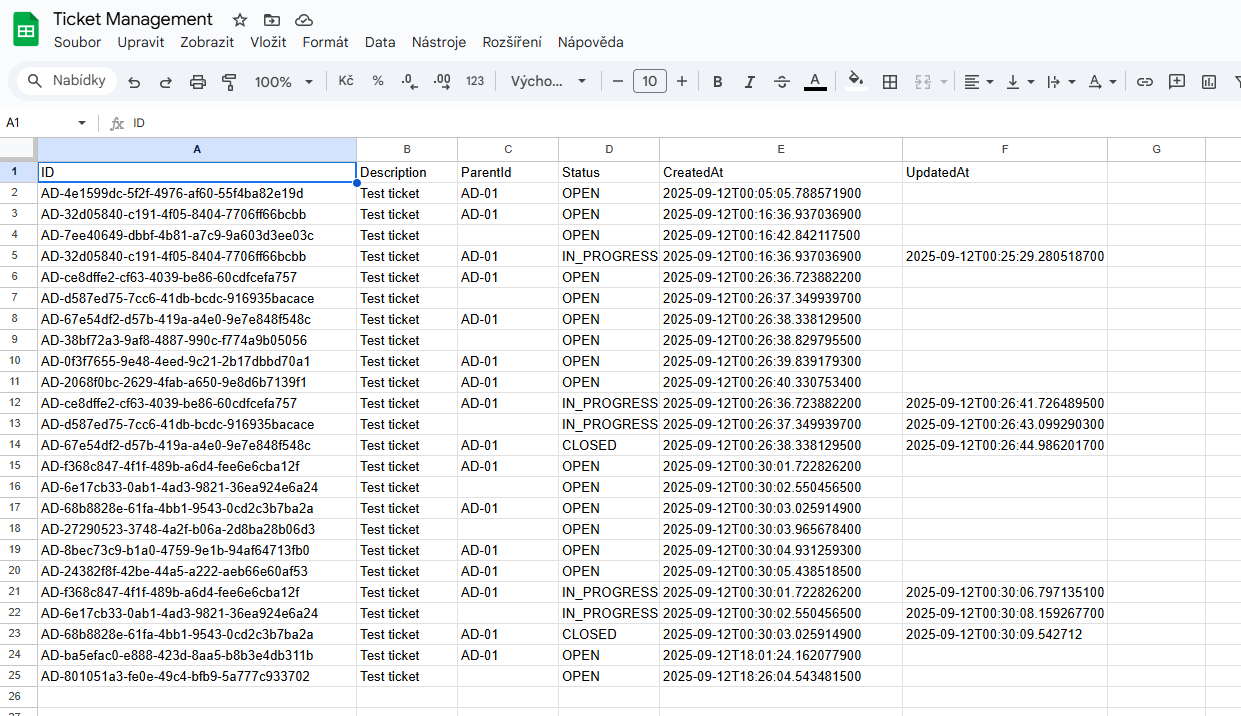 Ticket Management
Soubor Upravit Zobrazit Vložit Formát Data Nástroje Rozšíření Nápověda
Nabídky 100% Kč % .0 .00 123 Výcho... 10 B I A A
A1 fx ID
A B C D E F G
1 ID Description ParentId Status CreatedAt UpdatedAt
2 AD-4e1599dc-5f2f-4976-af60-55f4ba82e19d Test ticket AD-01 OPEN 2025-09-12T00:05:05.788571900
3 AD-32d05840-c191-4f05-8404-7706ff66bcbb Test ticket AD-01 OPEN 2025-09-12T00:16:36.937036900
4 AD-7ee40649-dbbf-4b81-a7c9-9a603d3ee03c Test ticket OPEN 2025-09-12T00:16:42.842117500
5 AD-32d05840-c191-4f05-8404-7706ff66bcbb Test ticket AD-01 IN_PROGRESS 2025-09-12T00:16:36.937036900 2025-09-12T00:25:29.280518700
6 AD-ce8dffe2-cf63-4039-be86-60cdfcefa757 Test ticket AD-01 OPEN 2025-09-12T00:26:36.723882200
7 AD-d587ed75-7cc6-41db-bcdc-916935bacace Test ticket OPEN 2025-09-12T00:26:37.349939700
8 AD-67e54df2-d57b-419a-a4e0-9e7e848f548c Test ticket AD-01 OPEN 2025-09-12T00:26:38.338129500
9 AD-38bf72a3-9af8-4887-990c-f774a9b05056 Test ticket OPEN 2025-09-12T00:26:38.829795500
10 AD-0f3f7655-9e48-4eed-9c21-2b17dbbd70a1 Test ticket AD-01 OPEN 2025-09-12T00:26:39.839179300
11 AD-2068f0bc-2629-4fab-a650-9e8d6b7139f1 Test ticket AD-01 OPEN 2025-09-12T00:26:40.330753400
12 AD-ce8dffe2-cf63-4039-be86-60cdfcefa757 Test ticket AD-01 IN_PROGRESS 2025-09-12T00:26:36.723882200 2025-09-12T00:26:41.726489500
13 AD-d587ed75-7cc6-41db-bcdc-916935bacace Test ticket IN_PROGRESS 2025-09-12T00:26:37.349939700 2025-09-12T00:26:43.099290300
14 AD-67e54df2-d57b-419a-a4e0-9e7e848f548c Test ticket AD-01 CLOSED 2025-09-12T00:26:38.338129500 2025-09-12T00:26:44.986201700
15 AD-f368c847-4f1f-489b-a6d4-fee6e6cba12f Test ticket AD-01 OPEN 2025-09-12T00:30:01.722826200
16 AD-6e17cb33-0ab1-4ad3-9821-36ea924e6a24 Test ticket OPEN 2025-09-12T00:30:02.550456500
17 AD-68b8828e-61fa-4bb1-9543-0cd2c3b7ba2a Test ticket AD-01 OPEN 2025-09-12T00:30:03.025914900
18 AD-27290523-3748-4a2f-b06a-2d8ba28b06d3 Test ticket OPEN 2025-09-12T00:30:03.965678400
19 AD-8bec73c9-b1a0-4759-9e1b-94af64713fb0 Test ticket AD-01 OPEN 2025-09-12T00:30:04.931259300
20 AD-24382f8f-42be-44a5-a222-aeb66e60af53 Test ticket AD-01 OPEN 2025-09-12T00:30:05.438518500
21 AD-f368c847-4f1f-489b-a6d4-fee6e6cba12f Test ticket AD-01 IN_PROGRESS 2025-09-12T00:30:01.722826200 2025-09-12T00:30:06.797135100
22 AD-6e17cb33-0ab1-4ad3-9821-36ea924e6a24 Test ticket IN_PROGRESS 2025-09-12T00:30:02.550456500 2025-09-12T00:30:08.159267700
23 AD-68b8828e-61fa-4bb1-9543-0cd2c3b7ba2a Test ticket AD-01 CLOSED 2025-09-12T00:30:03.025914900 2025-09-12T00:30:09.542712
24 AD-ba5efac0-e888-423d-8aa5-b8b3e4db311b Test ticket AD-01 OPEN 2025-09-12T18:01:24.162077900
25 AD-801051a3-fe0e-49c4-bfb9-5a777c933702 Test ticket OPEN 2025-09-12T18:26:04.543481500
26